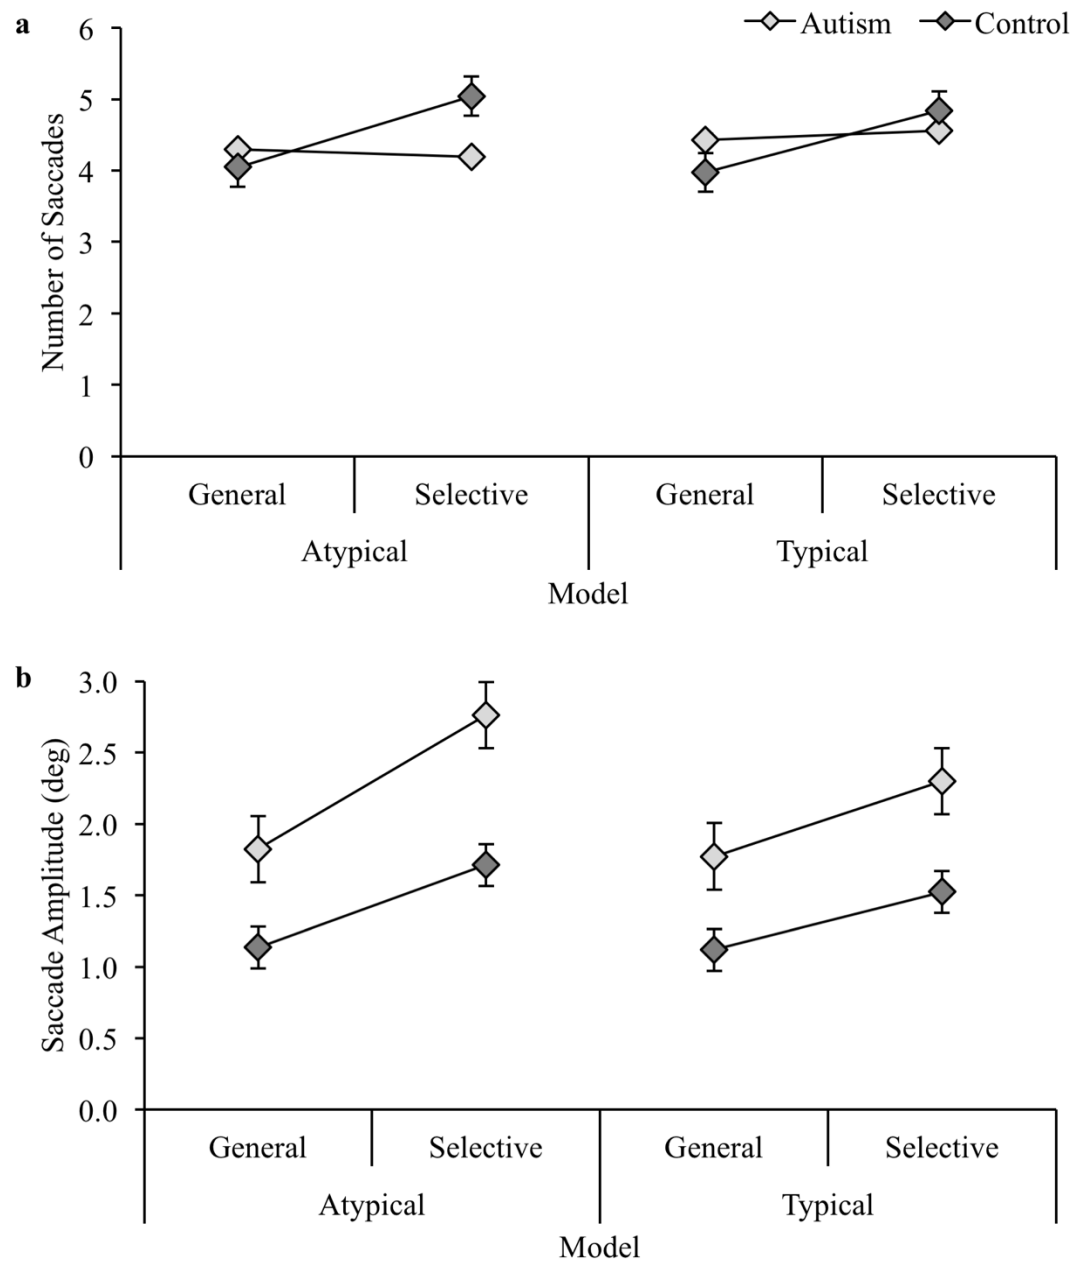 a
Autism Control
6
5
4
3
2
1
0
Number of Saccades
General Selective General Selective
Atypical Typical
Model
b
3.0
2.5
2.0
1.5
1.0
0.5
0.0
Saccade Amplitude (deg)
General Selective General Selective
Atypical Typical
Model